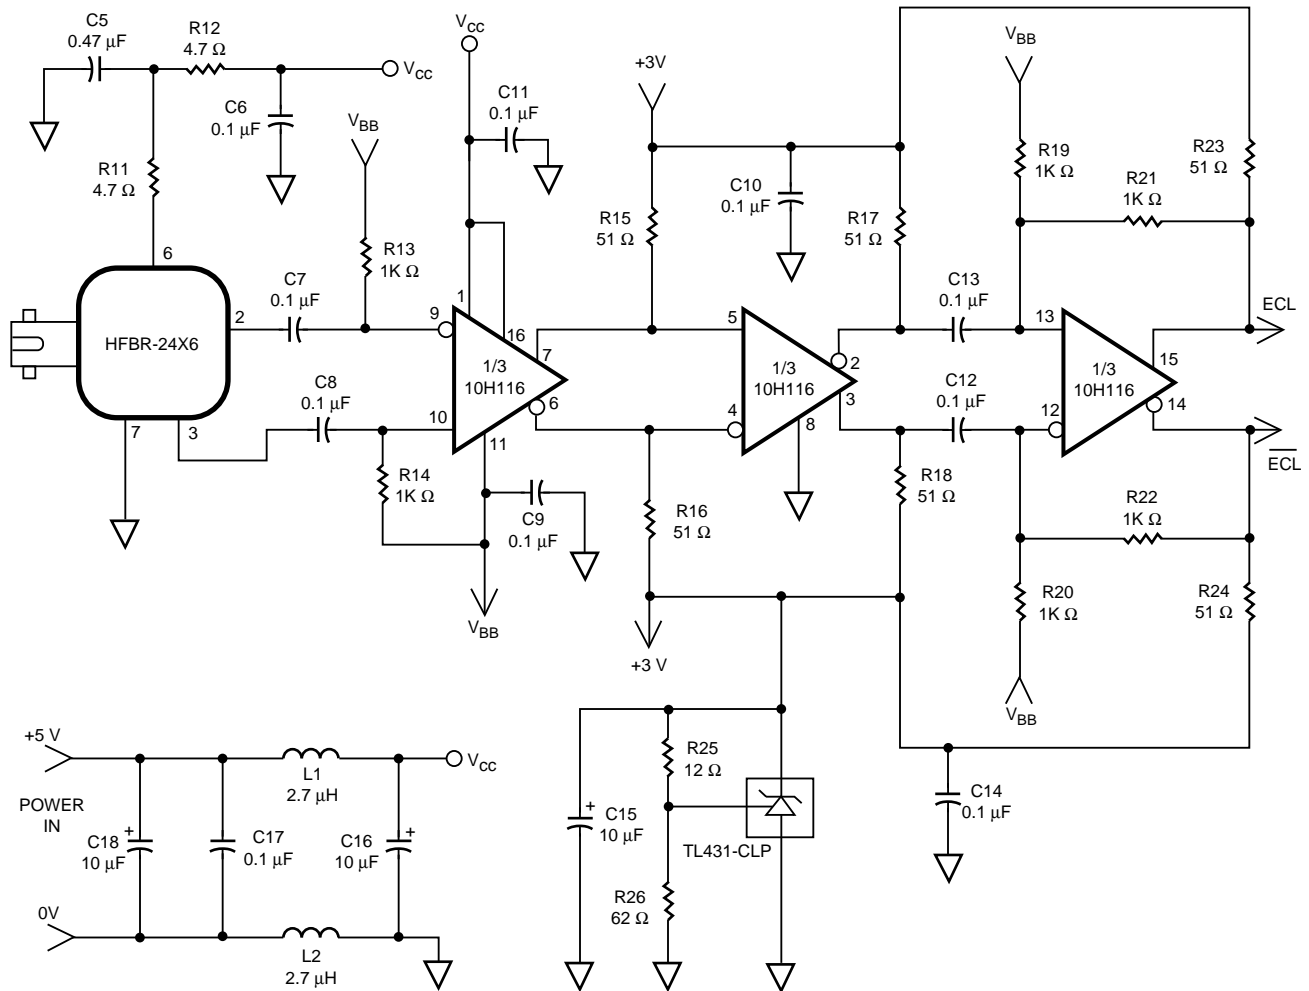 C5
0.47 µF
R12
4.7 Ω
V_CC
C6
0.1 µF
R11
4.7 Ω
6
HFBR-24X6
2
7
3
C7
0.1 µF
V_BB
R13
1K Ω
C8
0.1 µF
R14
1K Ω
V_CC
C11
0.1 µF
1
16
9
10
1/3
10H116
7
6
11
C9
0.1 µF
V_BB
+3V
R15
51 Ω
C10
0.1 µF
R17
51 Ω
R16
51 Ω
+3 V
5
4
1/3
10H116
2
3
8
C13
0.1 µF
C12
0.1 µF
R18
51 Ω
V_BB
R19
1K Ω
R21
1K Ω
R23
51 Ω
13
12
1/3
10H116
15
14
ECL
E̅C̅L̅
R22
1K Ω
R20
1K Ω
R24
51 Ω
V_BB
C14
0.1 µF
R25
12 Ω
C15
+
10 µF
TL431-CLP
R26
62 Ω
+5 V
POWER
IN
0V
C18
+
10 µF
C17
0.1 µF
L1
2.7 µH
C16
+
10 µF
V_CC
L2
2.7 µH